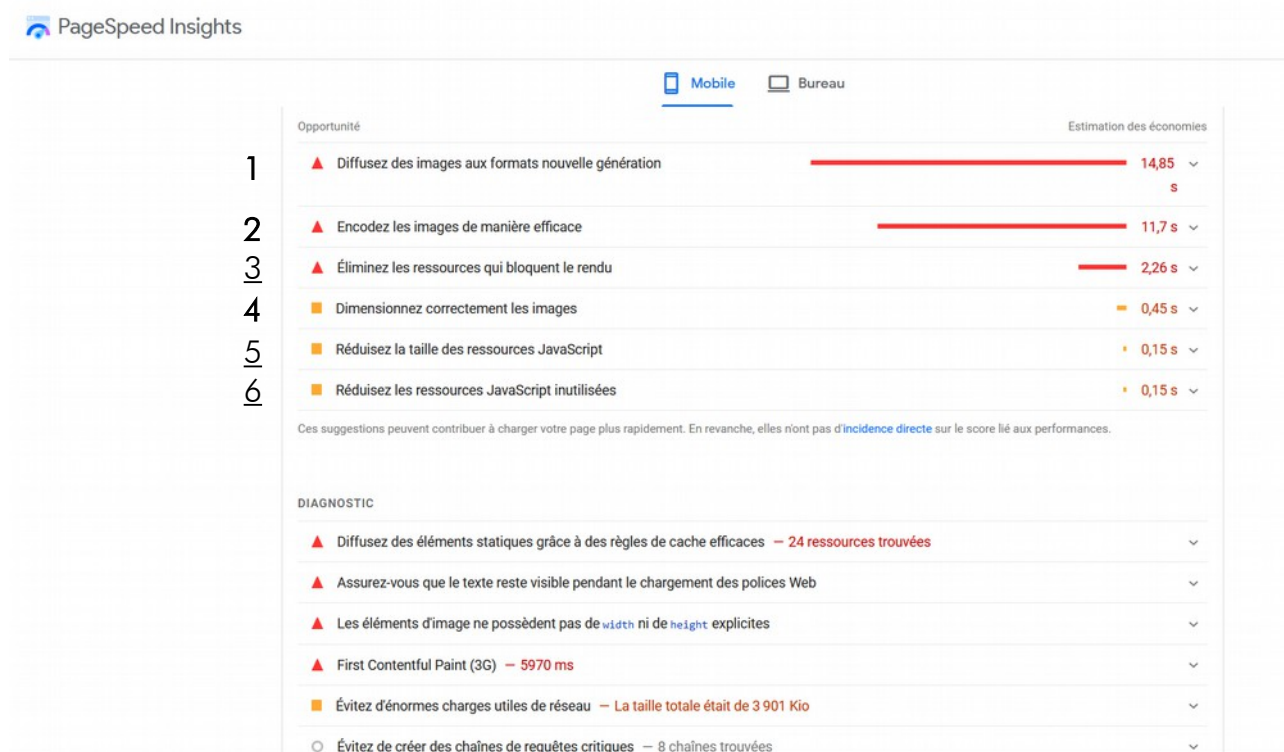 PageSpeed Insights
Mobile Bureau
Opportunité Estimation des économies
1 Diffusez des images aux formats nouvelle génération 14,85 s
2 Encodez les images de manière efficace 11,7 s
3 Éliminez les ressources qui bloquent le rendu 2,26 s
4 Dimensionnez correctement les images 0,45 s
5 Réduisez la taille des ressources JavaScript 0,15 s
6 Réduisez les ressources JavaScript inutilisées 0,15 s
Ces suggestions peuvent contribuer à charger votre page plus rapidement. En revanche, elles n'ont pas d'incidence directe sur le score lié aux performances.
DIAGNOSTIC
Diffusez des éléments statiques grâce à des règles de cache efficaces — 24 ressources trouvées
Assurez-vous que le texte reste visible pendant le chargement des polices Web
Les éléments d'image ne possèdent pas de width ni de height explicites
First Contentful Paint (3G) — 5970 ms
Évitez d'énormes charges utiles de réseau — La taille totale était de 3 901 Kio
Évitez de créer des chaînes de requêtes critiques — 8 chaînes trouvées